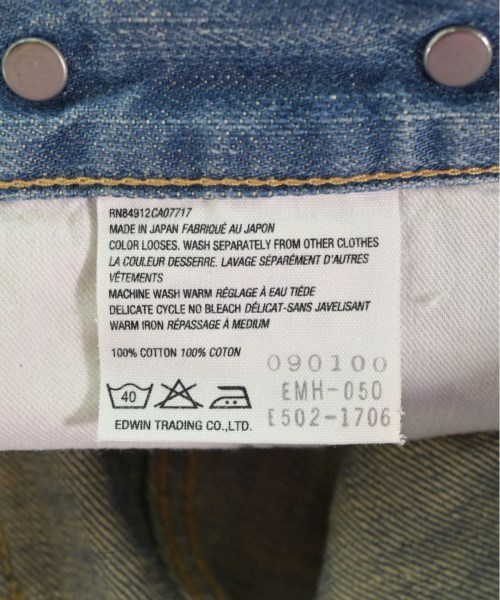 RN84912CA07717
MADE IN JAPAN FABRIQUÉ AU JAPON
COLOR LOOSES. WASH SEPARATELY FROM OTHER CLOTHES
LA COULEUR DESSERRE. LAVAGE SÉPARÉMENT D'AUTRES
VÊTEMENTS
MACHINE WASH WARM RÉGLAGE À EAU TIÈDE
DELICATE CYCLE NO BLEACH DÉLICAT-SANS JAVELISANT
WARM IRON RÉPASSAGE À MEDIUM
100% COTTON 100% COTON
090100
40
EMH-050
E502-1706
EDWIN TRADING CO.,LTD.